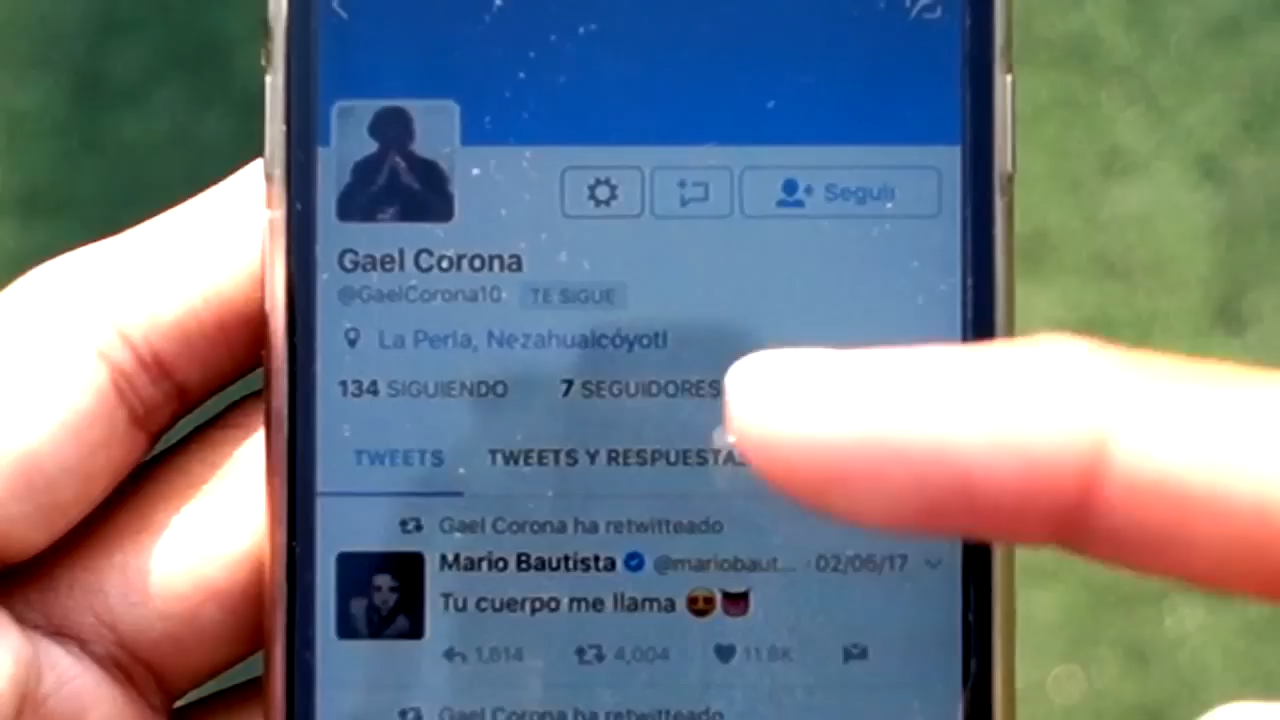 Seguir
Gael Corona
@GaelCorona10 TE SIGUE
La Perla, Nezahualcóyotl
134 SIGUIENDO 7 SEGUIDORES
TWEETS TWEETS Y RESPUESTAS
Gael Corona ha retwitteado
Mario Bautista @mariobaut... · 02/05/17
Tu cuerpo me llama 😍👅
1,814 4,004 11.8K
Gael Corona ha retwitteado